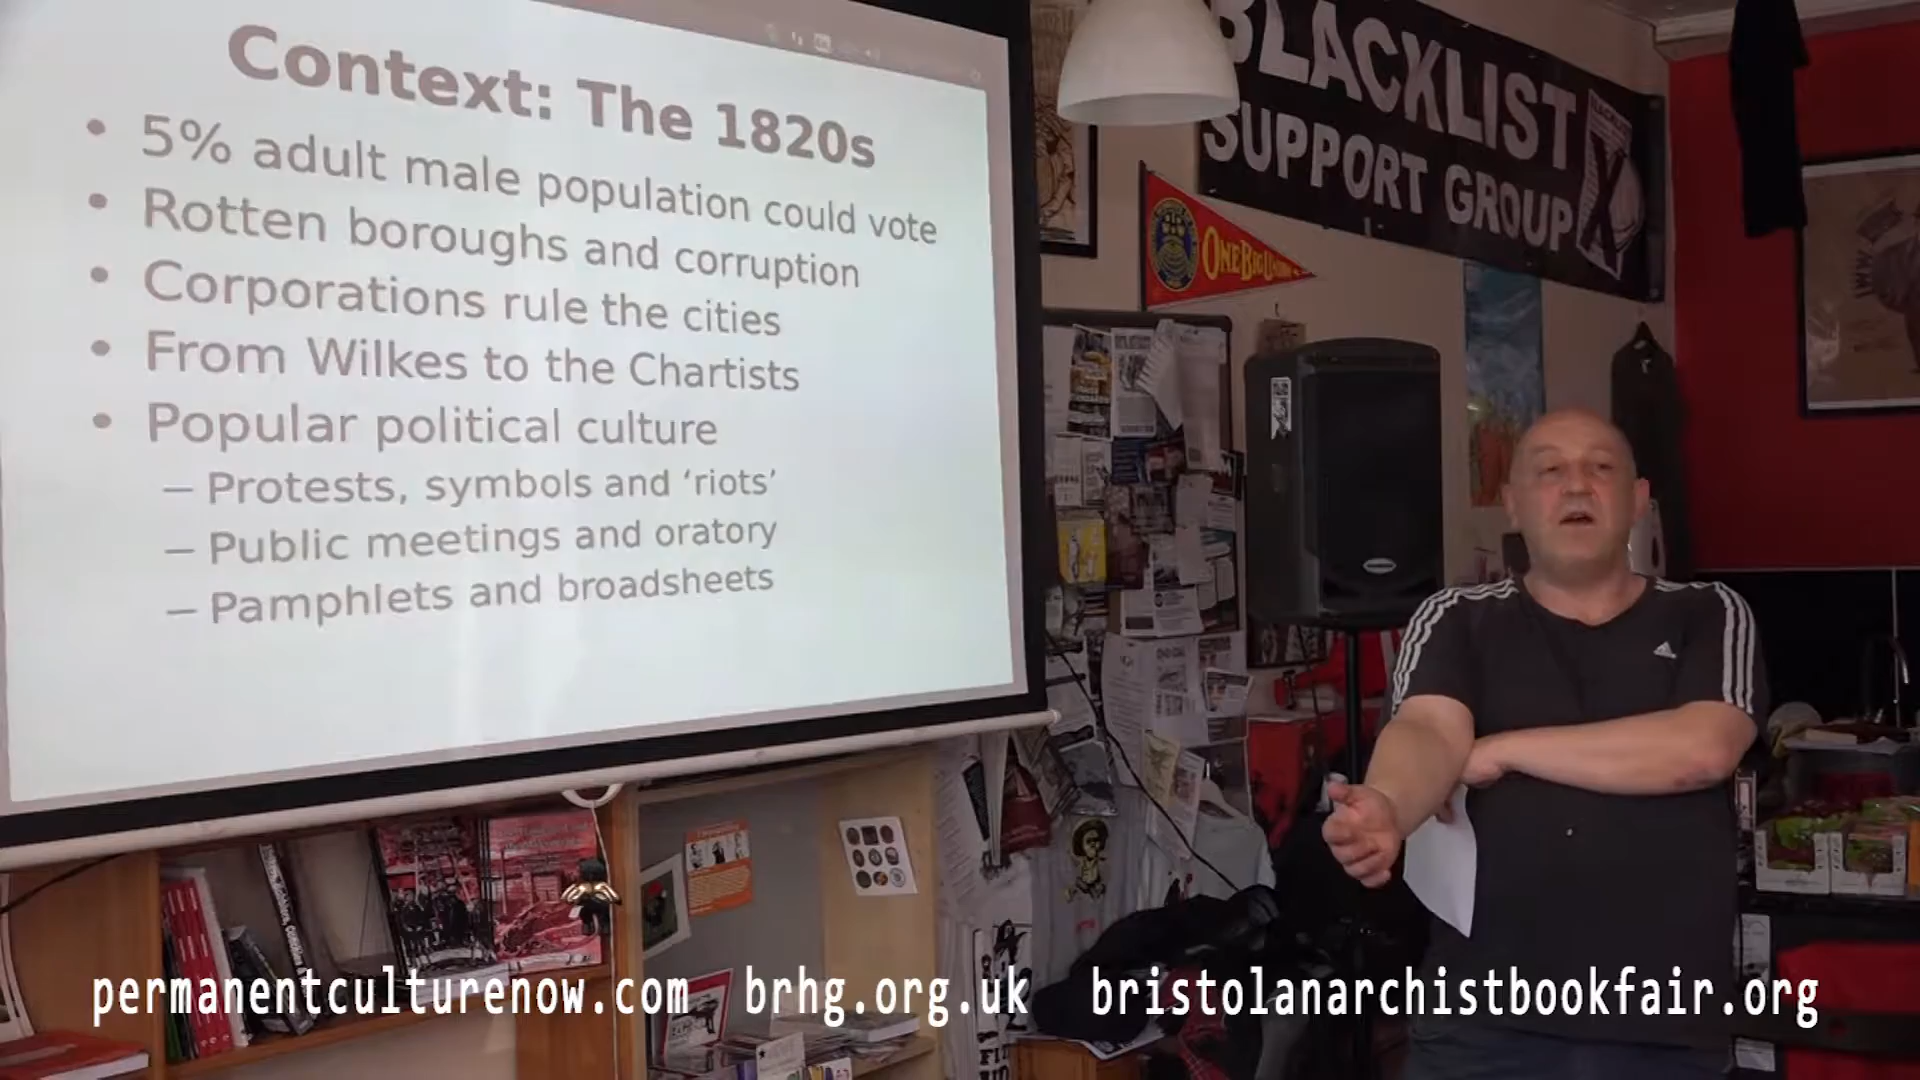 Context: The 1820s
• 5% adult male population could vote
• Rotten boroughs and corruption
• Corporations rule the cities
• From Wilkes to the Chartists
• Popular political culture
– Protests, symbols and ‘riots’
– Public meetings and oratory
– Pamphlets and broadsheets
BLACKLIST
SUPPORT GROUP
ONE BIG UNION
permanentculturenow.com brhg.org.uk bristolanarchistbookfair.org